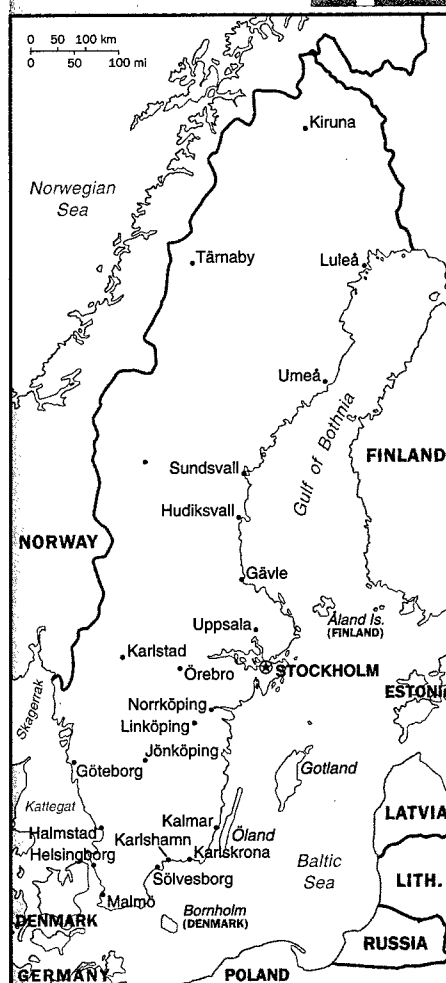 0 50 100 km
0 50 100 mi
Kiruna
Norwegian
Sea
Tärnaby
Luleå
Umeå
Gulf of Bothnia
FINLAND
Sundsvall
Hudiksvall
NORWAY
Gävle
Uppsala
Åland Is.
(FINLAND)
Karlstad
Örebro
STOCKHOLM
Skagerrak
ESTONIA
Norrköping
Linköping
Jönköping
Göteborg
Gotland
Kattegat
LATVIA
Halmstad
Kalmar
Öland
Karlshamn
Helsingborg
Karlskrona
Baltic
Sea
Sölvesborg
LITH.
Malmö
Bornholm
(DENMARK)
DENMARK
RUSSIA
GERMANY
POLAND